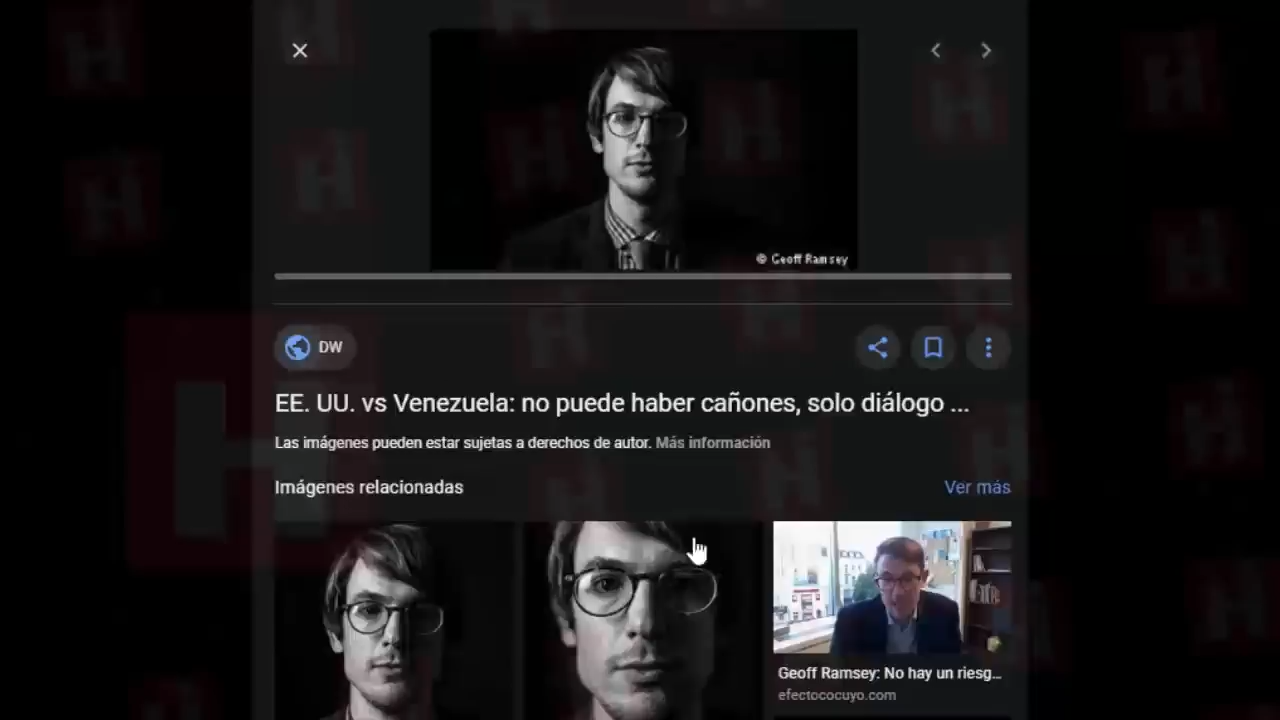 © Geoff Ramsey
DW
EE. UU. vs Venezuela: no puede haber cañones, solo diálogo ...
Las imágenes pueden estar sujetas a derechos de autor. Más información
Imágenes relacionadas
Ver más
Geoff Ramsey: No hay un riesg...
efectococuyo.com